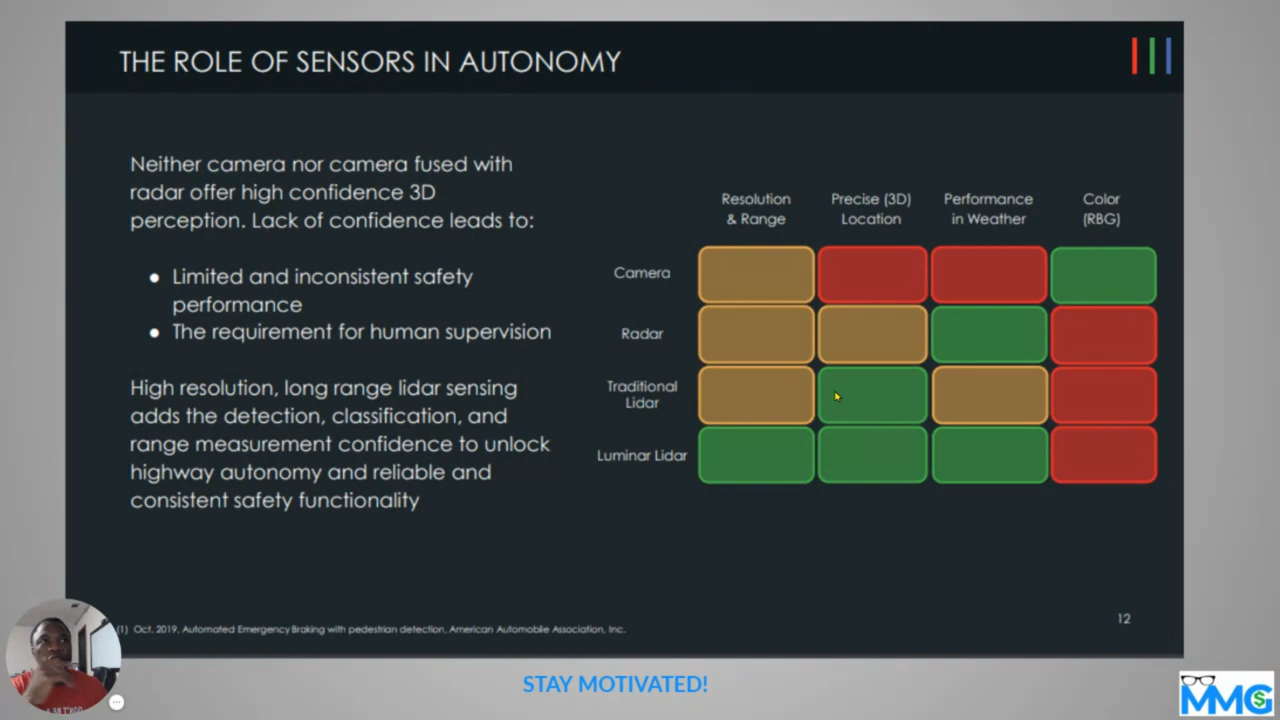 THE ROLE OF SENSORS IN AUTONOMY
Neither camera nor camera fused with
radar offer high confidence 3D
perception. Lack of confidence leads to:
● Limited and inconsistent safety
performance
● The requirement for human supervision
High resolution, long range lidar sensing
adds the detection, classification, and
range measurement confidence to unlock
highway autonomy and reliable and
consistent safety functionality
Resolution
& Range
Precise (3D)
Location
Performance
in Weather
Color
(RBG)
Camera
Radar
Traditional
Lidar
Luminar Lidar
(1) Oct. 2019, Automated Emergency Braking with pedestrian detection, American Automobile Association, Inc.
12
STAY MOTIVATED!
MMG